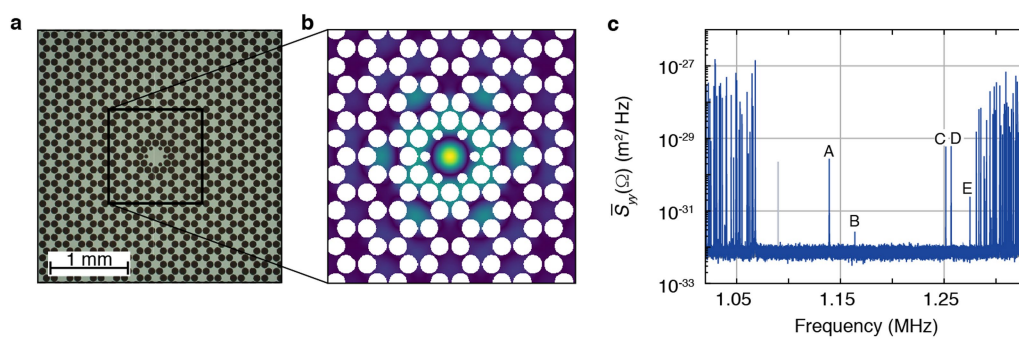 a
b
c
1 mm
S̅yy(Ω) (m²/ Hz)
10⁻²⁷
10⁻²⁹
10⁻³¹
10⁻³³
A
B
C D
E
1.05
1.15
1.25
Frequency (MHz)